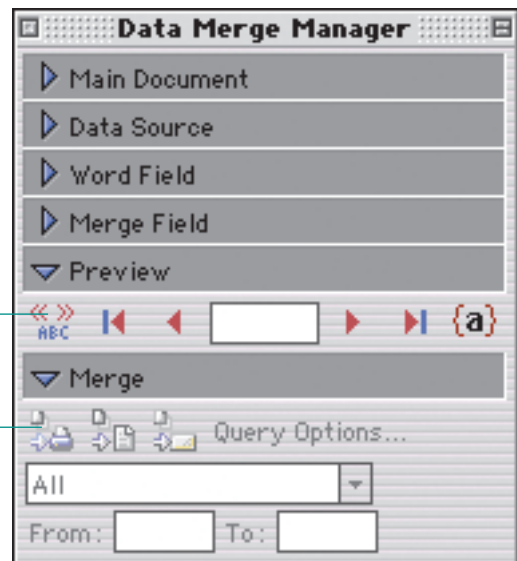 Data Merge Manager
Main Document
Data Source
Word Field
Merge Field
Preview
«» ABC {a}
Merge
Query Options...
All
From: To: